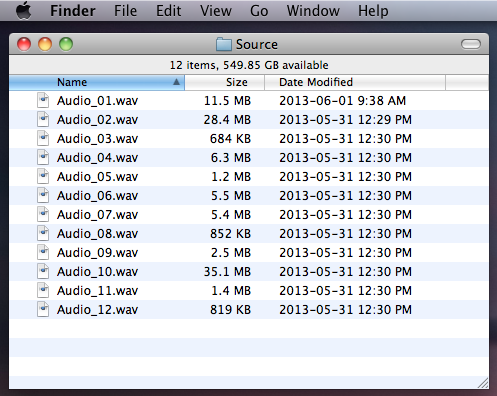 Finder File Edit View Go Window Help
Source
12 items, 549.85 GB available
Name Size Date Modified
Audio_01.wav 11.5 MB 2013-06-01 9:38 AM
Audio_02.wav 28.4 MB 2013-05-31 12:29 PM
Audio_03.wav 684 KB 2013-05-31 12:30 PM
Audio_04.wav 6.3 MB 2013-05-31 12:30 PM
Audio_05.wav 1.2 MB 2013-05-31 12:30 PM
Audio_06.wav 5.5 MB 2013-05-31 12:30 PM
Audio_07.wav 5.4 MB 2013-05-31 12:30 PM
Audio_08.wav 852 KB 2013-05-31 12:30 PM
Audio_09.wav 2.5 MB 2013-05-31 12:30 PM
Audio_10.wav 35.1 MB 2013-05-31 12:30 PM
Audio_11.wav 1.4 MB 2013-05-31 12:30 PM
Audio_12.wav 819 KB 2013-05-31 12:30 PM